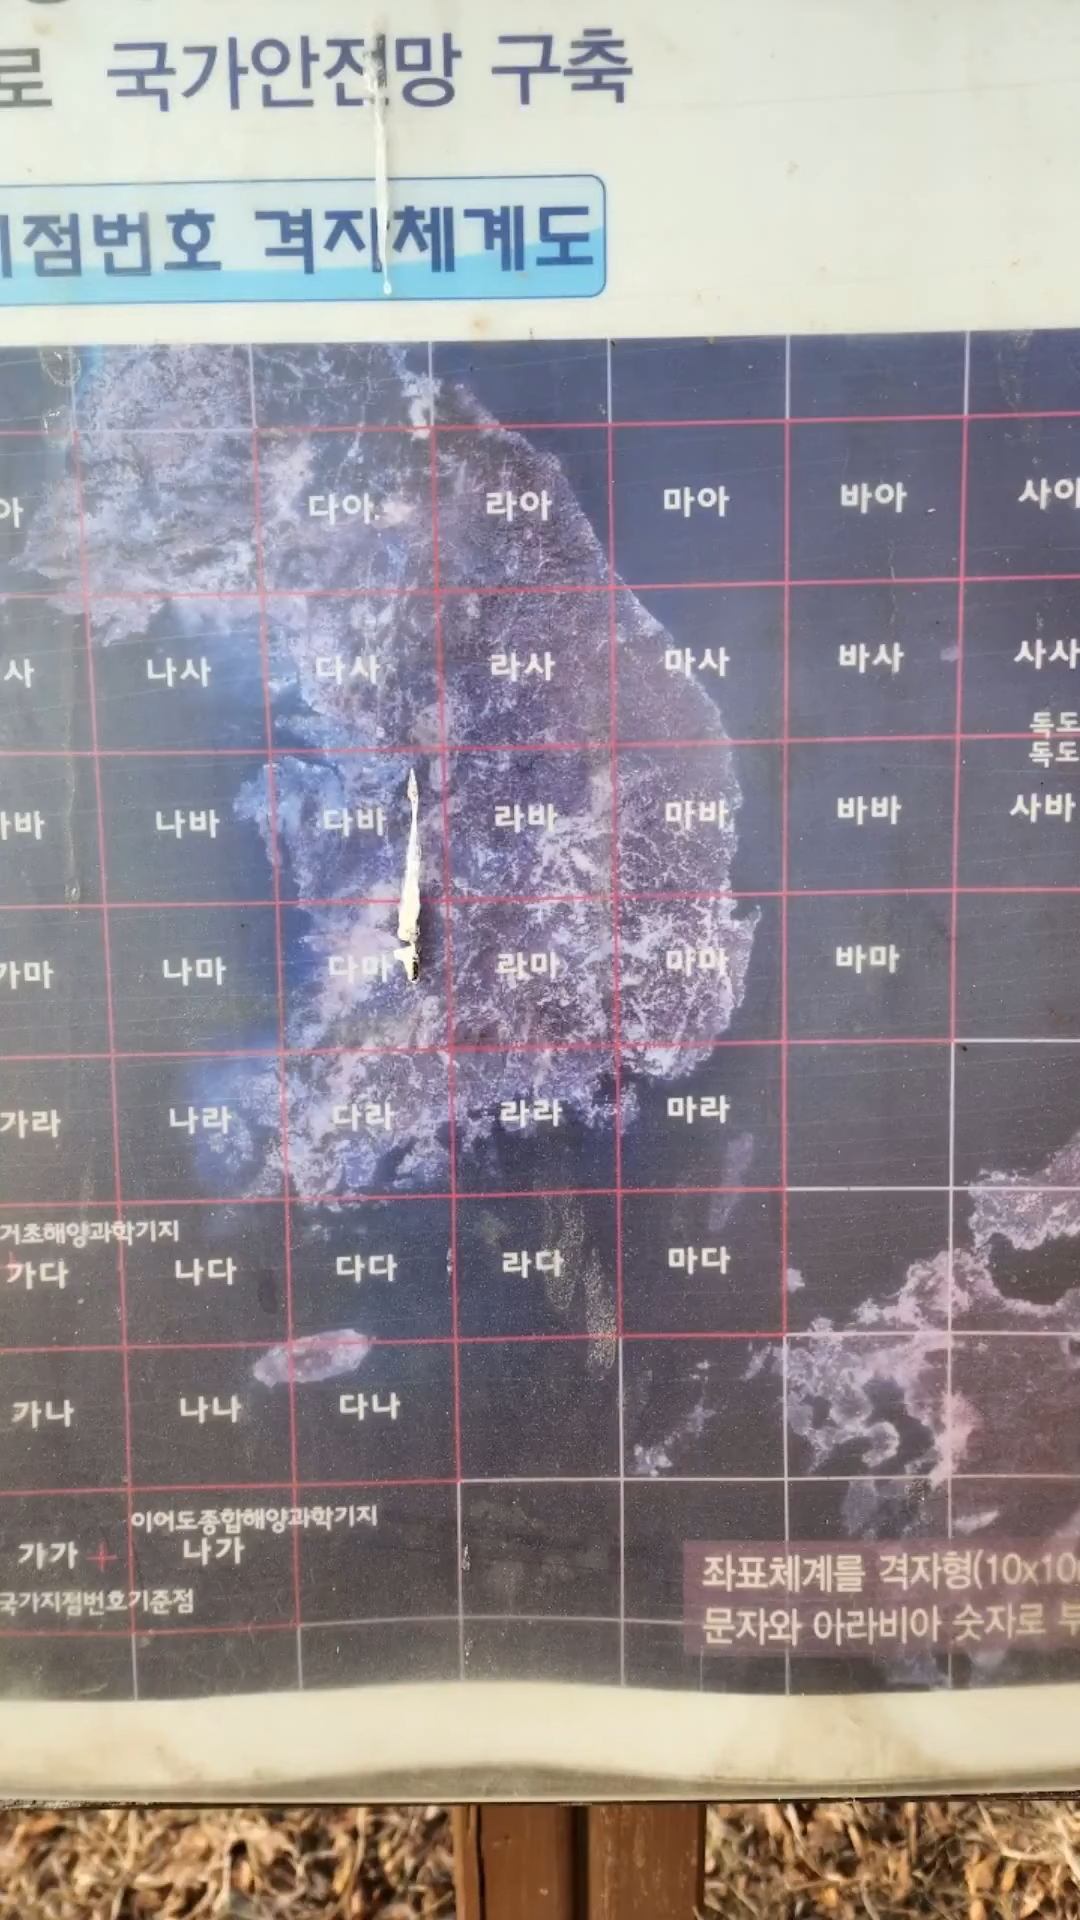 로 국가안전망 구축
지점번호 격자체계도
아 다아 라아 마아 바아 사아
사 나사 다사 라사 마사 바사 사사
독도
독도
바 나바 다바 라바 마바 바바 사바
가마 나마 다마 라마 마마 바마
가라 나라 다라 라라 마라
거초해양과학기지
가다 나다 다다 라다 마다
가나 나나 다나
이어도종합해양과학기지
가가 나가
국가지점번호기준점
좌표체계를 격자형(10x10
문자와 아라비아 숫자로 부